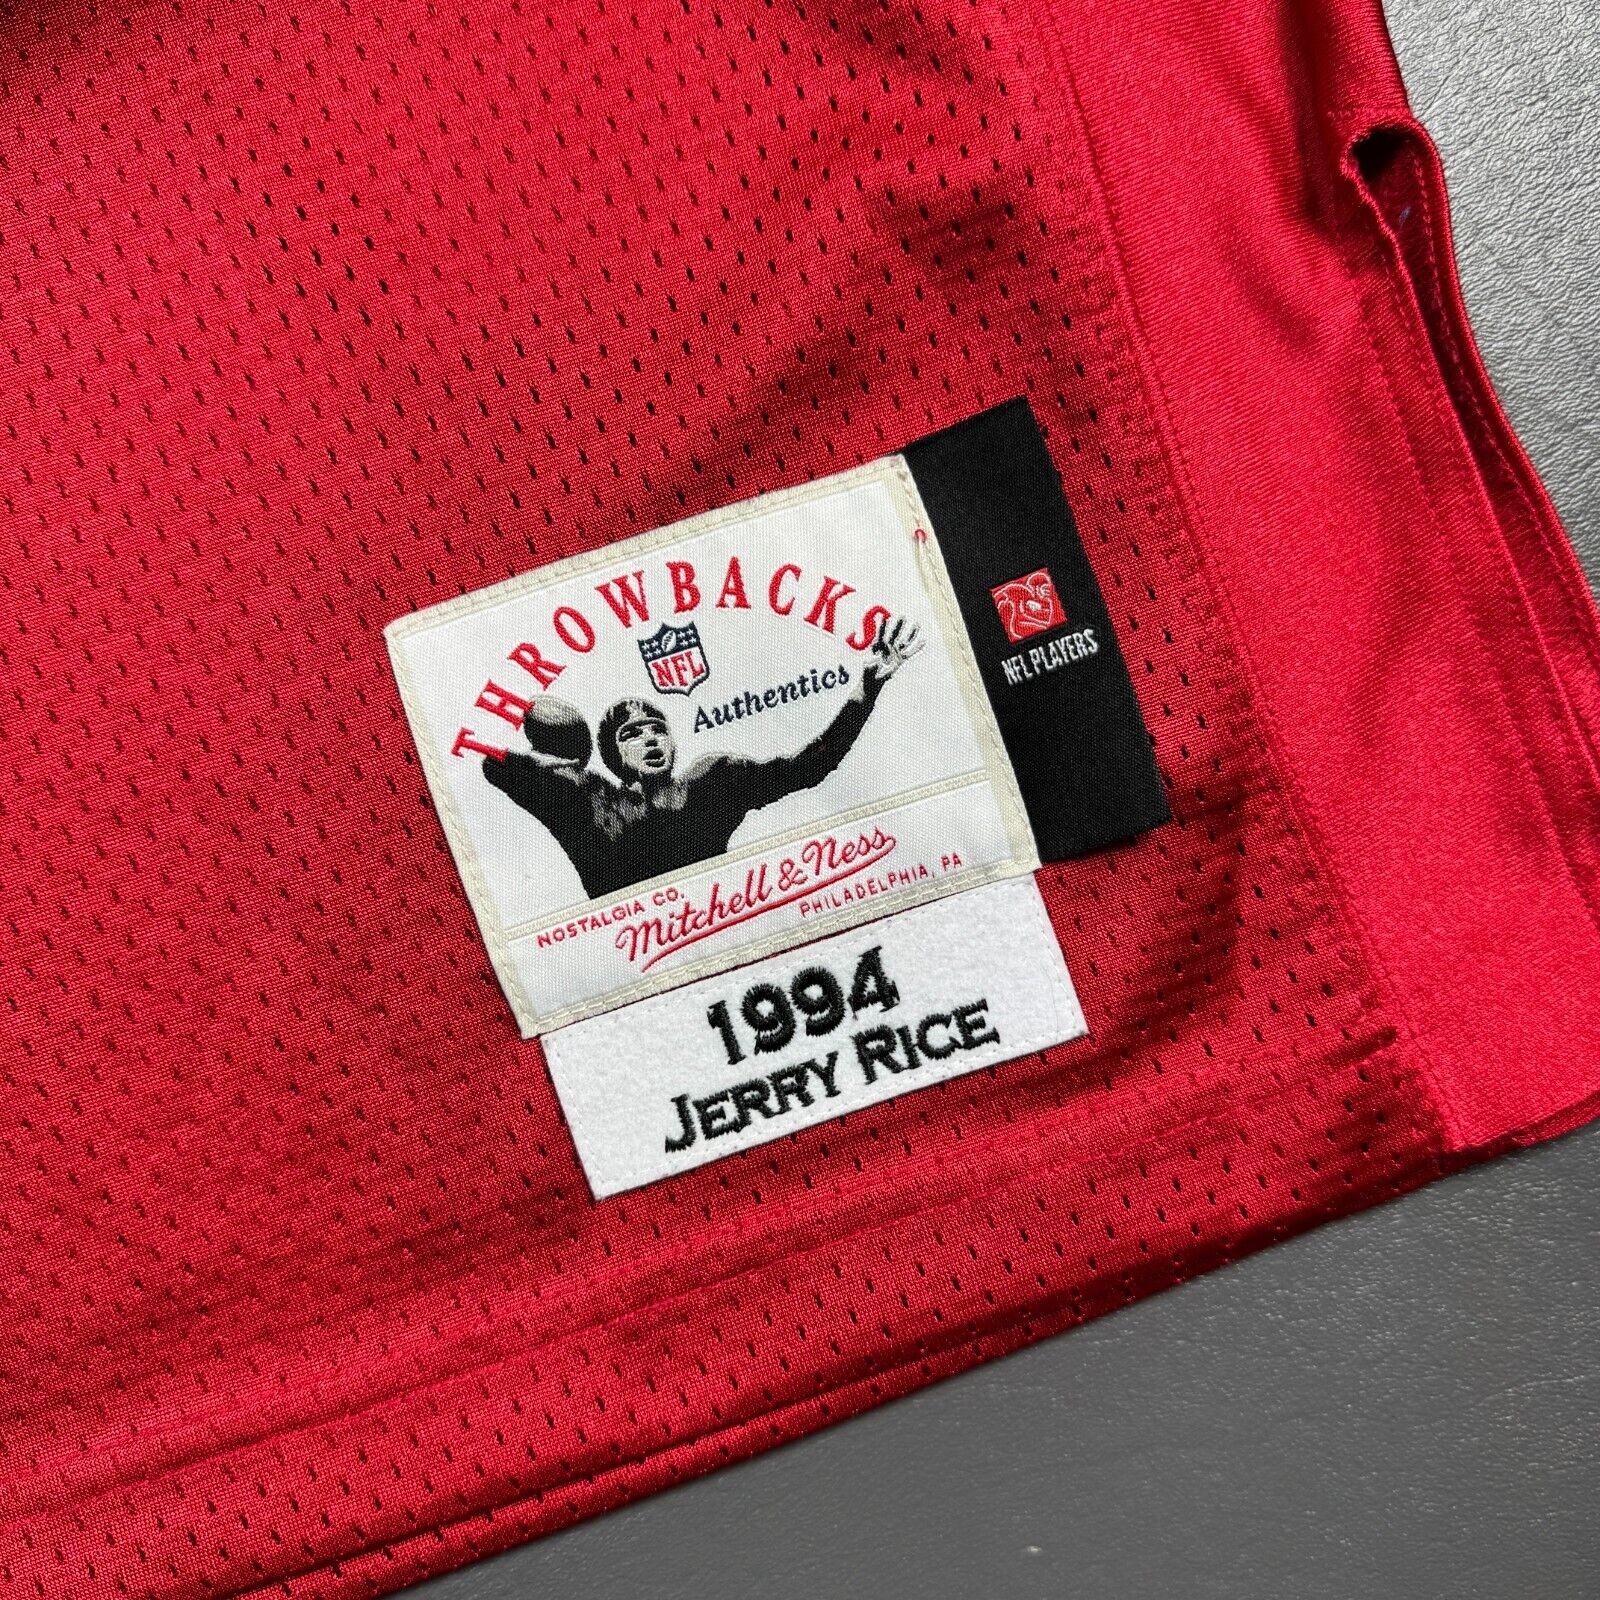 THROWBACKS
NFL
Authentics
NFL PLAYERS
NOSTALGIA CO.
Mitchell & Ness
PHILADELPHIA, PA
1994
JERRY RICE